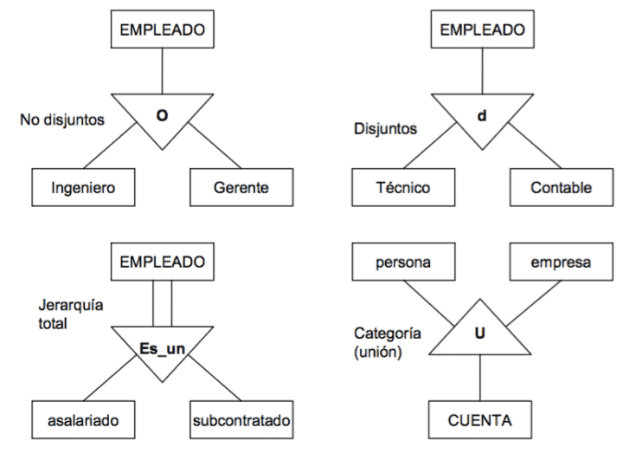 EMPLEADO
No disjuntos
O
Ingeniero
Gerente
EMPLEADO
Disjuntos
d
Técnico
Contable
EMPLEADO
Jerarquía
total
Es_un
asalariado
subcontratado
persona
empresa
Categoría
(unión)
U
CUENTA